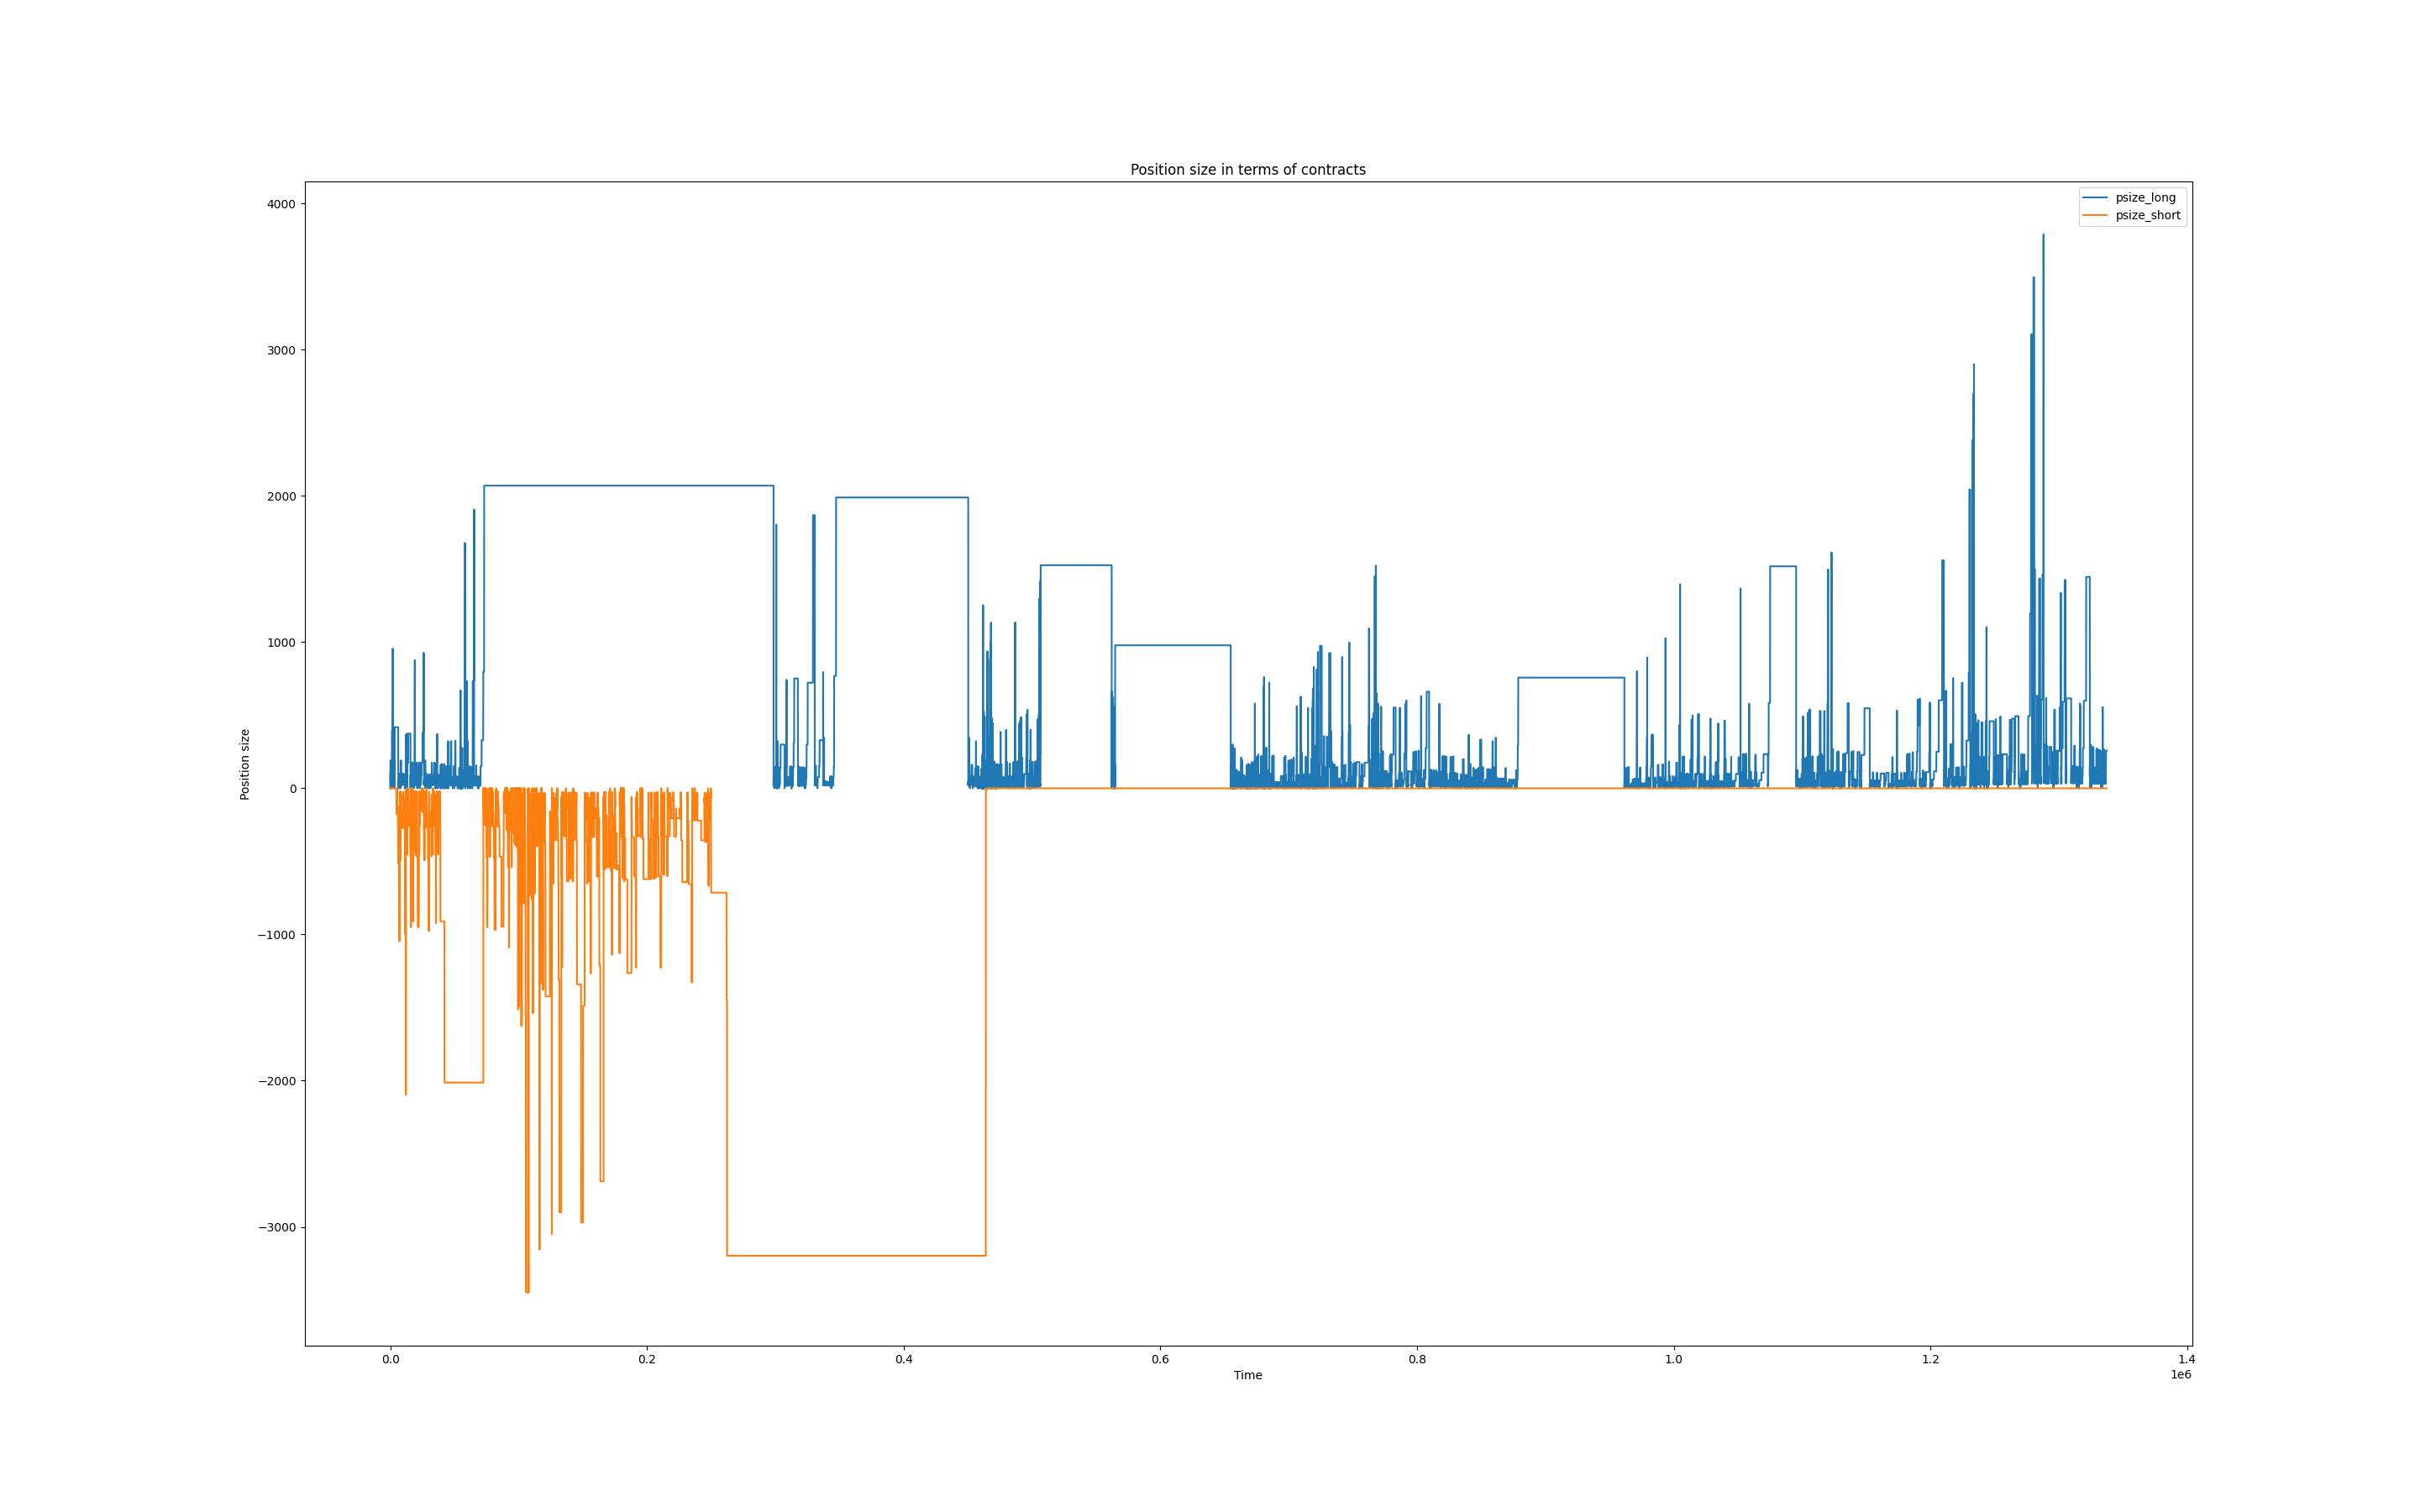 Position size in terms of contracts
psize_long
psize_short
4000
3000
2000
1000
0
−1000
−2000
−3000
Position size
0.0 0.2 0.4 0.6 0.8 1.0 1.2 1.4
Time
1e6